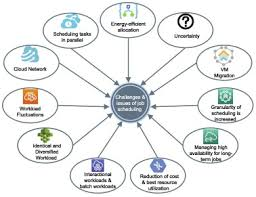 Energy-efficient
allocation
Uncertainty
VM
Migration
Granularity of
scheduling is
increased
Managing high
availability for long-
term jobs
Reduction of cost
& best resource
utilization
Interactional
workloads &
batch workloads
Identical and
Diversified
Workload
Workload
Fluctuations
Cloud Network
Scheduling tasks
in parallel
Challenges &
issues of job
scheduling